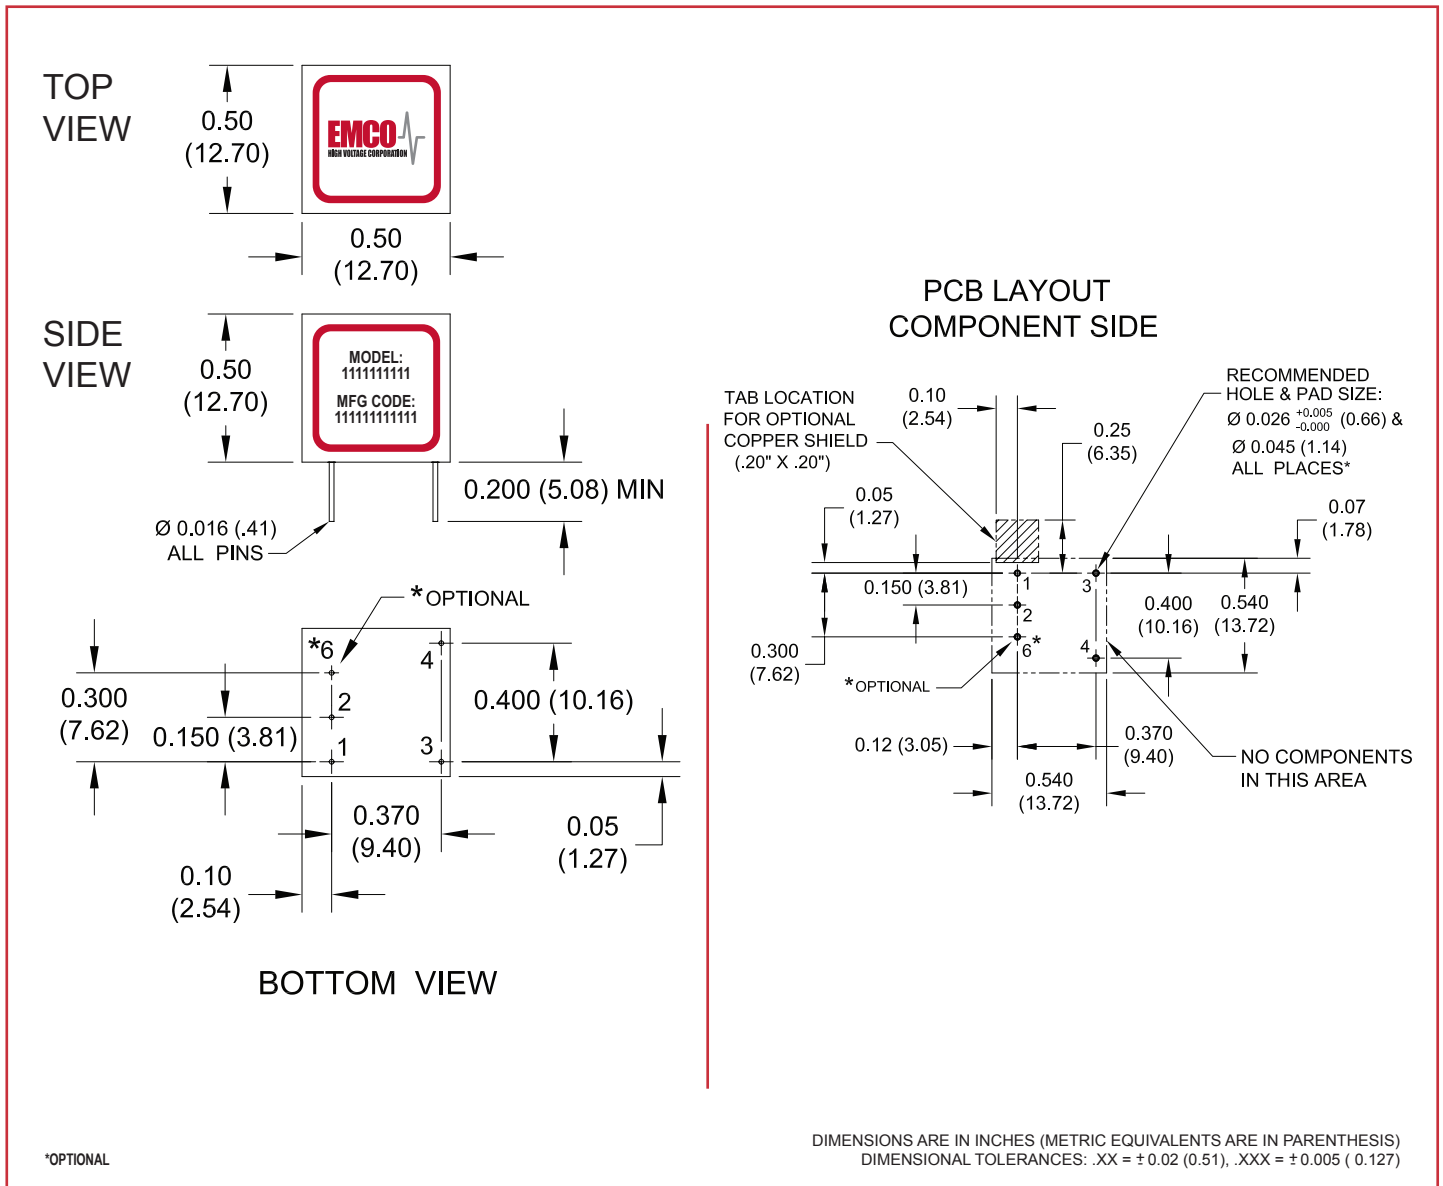 TOP
VIEW
0.50
(12.70)
EMCO
HIGH VOLTAGE CORPORATION
0.50
(12.70)
SIDE
VIEW
0.50
(12.70)
MODEL:
1111111111
MFG CODE:
111111111111
0.200 (5.08) MIN
Ø 0.016 (.41)
ALL PINS
*OPTIONAL
*6
4
2
1
3
0.300
(7.62)
0.150 (3.81)
0.400 (10.16)
0.370
(9.40)
0.05
(1.27)
0.10
(2.54)
BOTTOM VIEW
PCB LAYOUT
COMPONENT SIDE
TAB LOCATION
FOR OPTIONAL
COPPER SHIELD
(.20" X .20")
0.10
(2.54)
0.25
(6.35)
RECOMMENDED
HOLE & PAD SIZE:
Ø 0.026 +0.005 -0.000 (0.66) &
Ø 0.045 (1.14)
ALL PLACES*
0.05
(1.27)
0.07
(1.78)
0.150 (3.81)
1
3
2
6*
4
0.400
(10.16)
0.540
(13.72)
0.300
(7.62)
*OPTIONAL
0.12 (3.05)
0.370
(9.40)
0.540
(13.72)
NO COMPONENTS
IN THIS AREA
*OPTIONAL
DIMENSIONS ARE IN INCHES (METRIC EQUIVALENTS ARE IN PARENTHESIS)
DIMENSIONAL TOLERANCES: .XX = ± 0.02 (0.51), .XXX = ± 0.005 ( 0.127)